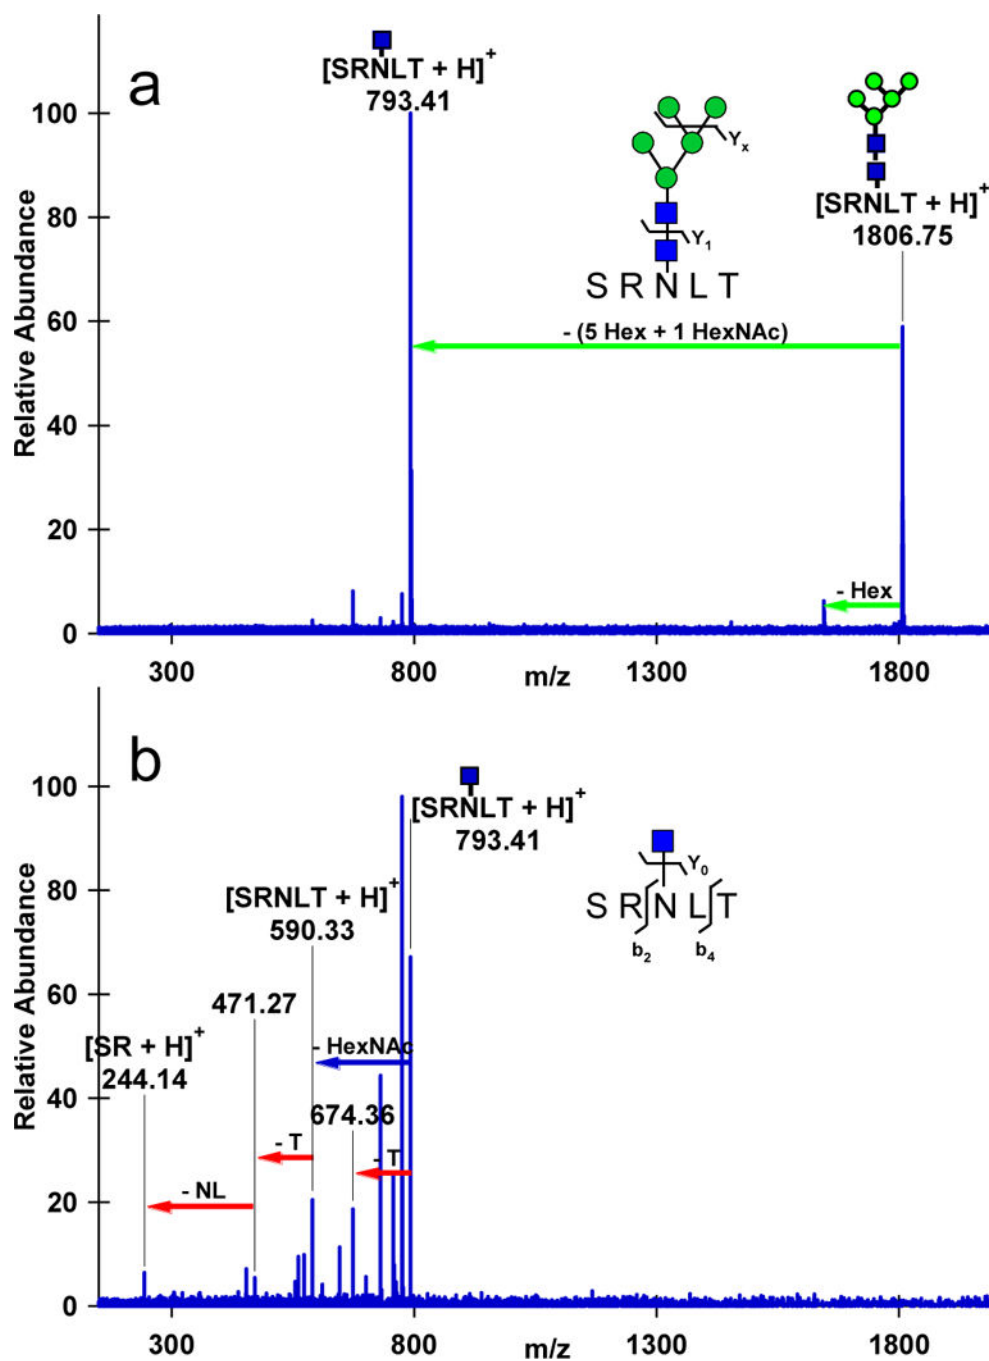 a
[SRNLT + H]+
793.41
[SRNLT + H]+
1806.75
Yx
Y1
S R N L T
- (5 Hex + 1 HexNAc)
- Hex
Relative Abundance
100
80
60
40
20
0
300
800
1300
1800
m/z
b
[SRNLT + H]+
793.41
Y0
S R N L T
b2
b4
[SRNLT + H]+
590.33
471.27
[SR + H]+
244.14
- HexNAc
674.36
- T
- T
- NL
Relative Abundance
100
80
60
40
20
0
300
800
1300
1800
m/z